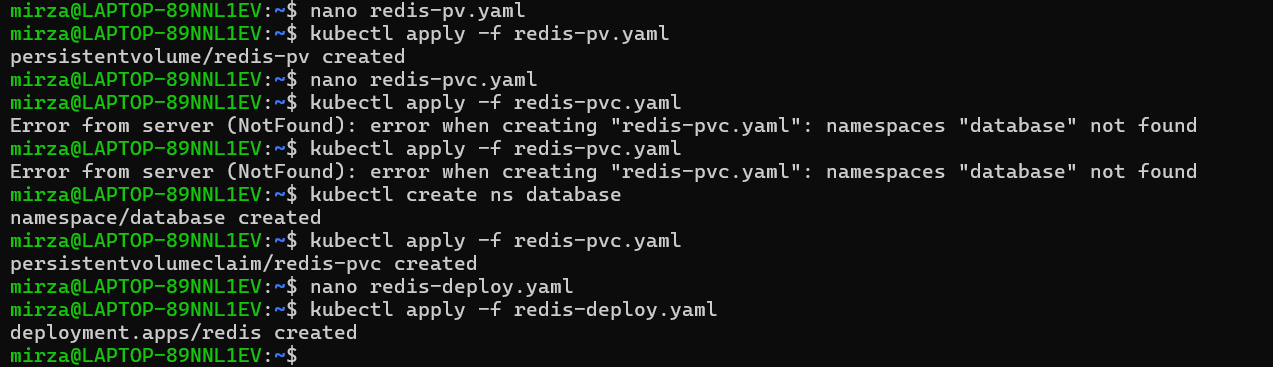 mirza@LAPTOP-89NNL1EV:~$ nano redis-pv.yaml
mirza@LAPTOP-89NNL1EV:~$ kubectl apply -f redis-pv.yaml
persistentvolume/redis-pv created
mirza@LAPTOP-89NNL1EV:~$ nano redis-pvc.yaml
mirza@LAPTOP-89NNL1EV:~$ kubectl apply -f redis-pvc.yaml
Error from server (NotFound): error when creating "redis-pvc.yaml": namespaces "database" not found
mirza@LAPTOP-89NNL1EV:~$ kubectl apply -f redis-pvc.yaml
Error from server (NotFound): error when creating "redis-pvc.yaml": namespaces "database" not found
mirza@LAPTOP-89NNL1EV:~$ kubectl create ns database
namespace/database created
mirza@LAPTOP-89NNL1EV:~$ kubectl apply -f redis-pvc.yaml
persistentvolumeclaim/redis-pvc created
mirza@LAPTOP-89NNL1EV:~$ nano redis-deploy.yaml
mirza@LAPTOP-89NNL1EV:~$ kubectl apply -f redis-deploy.yaml
deployment.apps/redis created
mirza@LAPTOP-89NNL1EV:~$